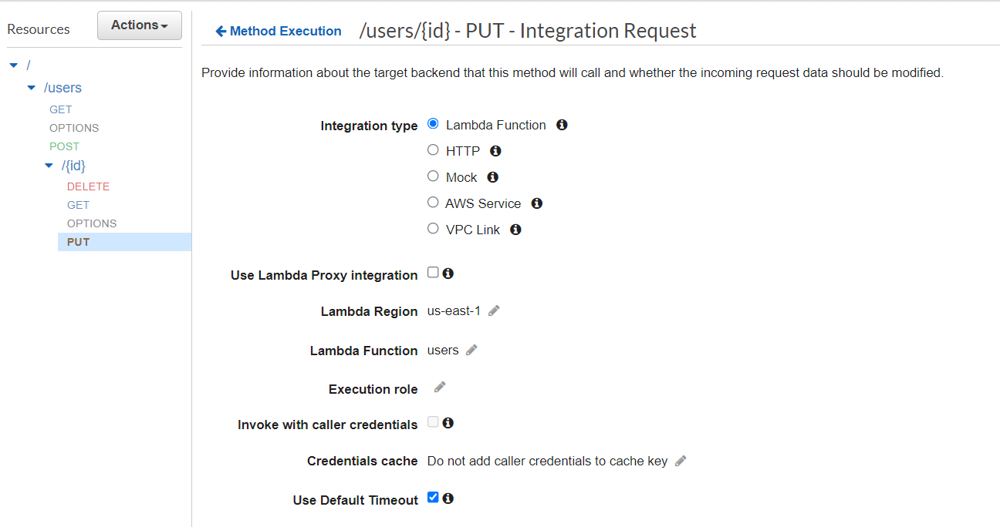 Resources
Actions
/
/users
GET
OPTIONS
POST
/{id}
DELETE
GET
OPTIONS
PUT
Method Execution /users/{id} - PUT - Integration Request
Provide information about the target backend that this method will call and whether the incoming request data should be modified.
Integration type Lambda Function
HTTP
Mock
AWS Service
VPC Link
Use Lambda Proxy integration
Lambda Region us-east-1
Lambda Function users
Execution role
Invoke with caller credentials
Credentials cache Do not add caller credentials to cache key
Use Default Timeout